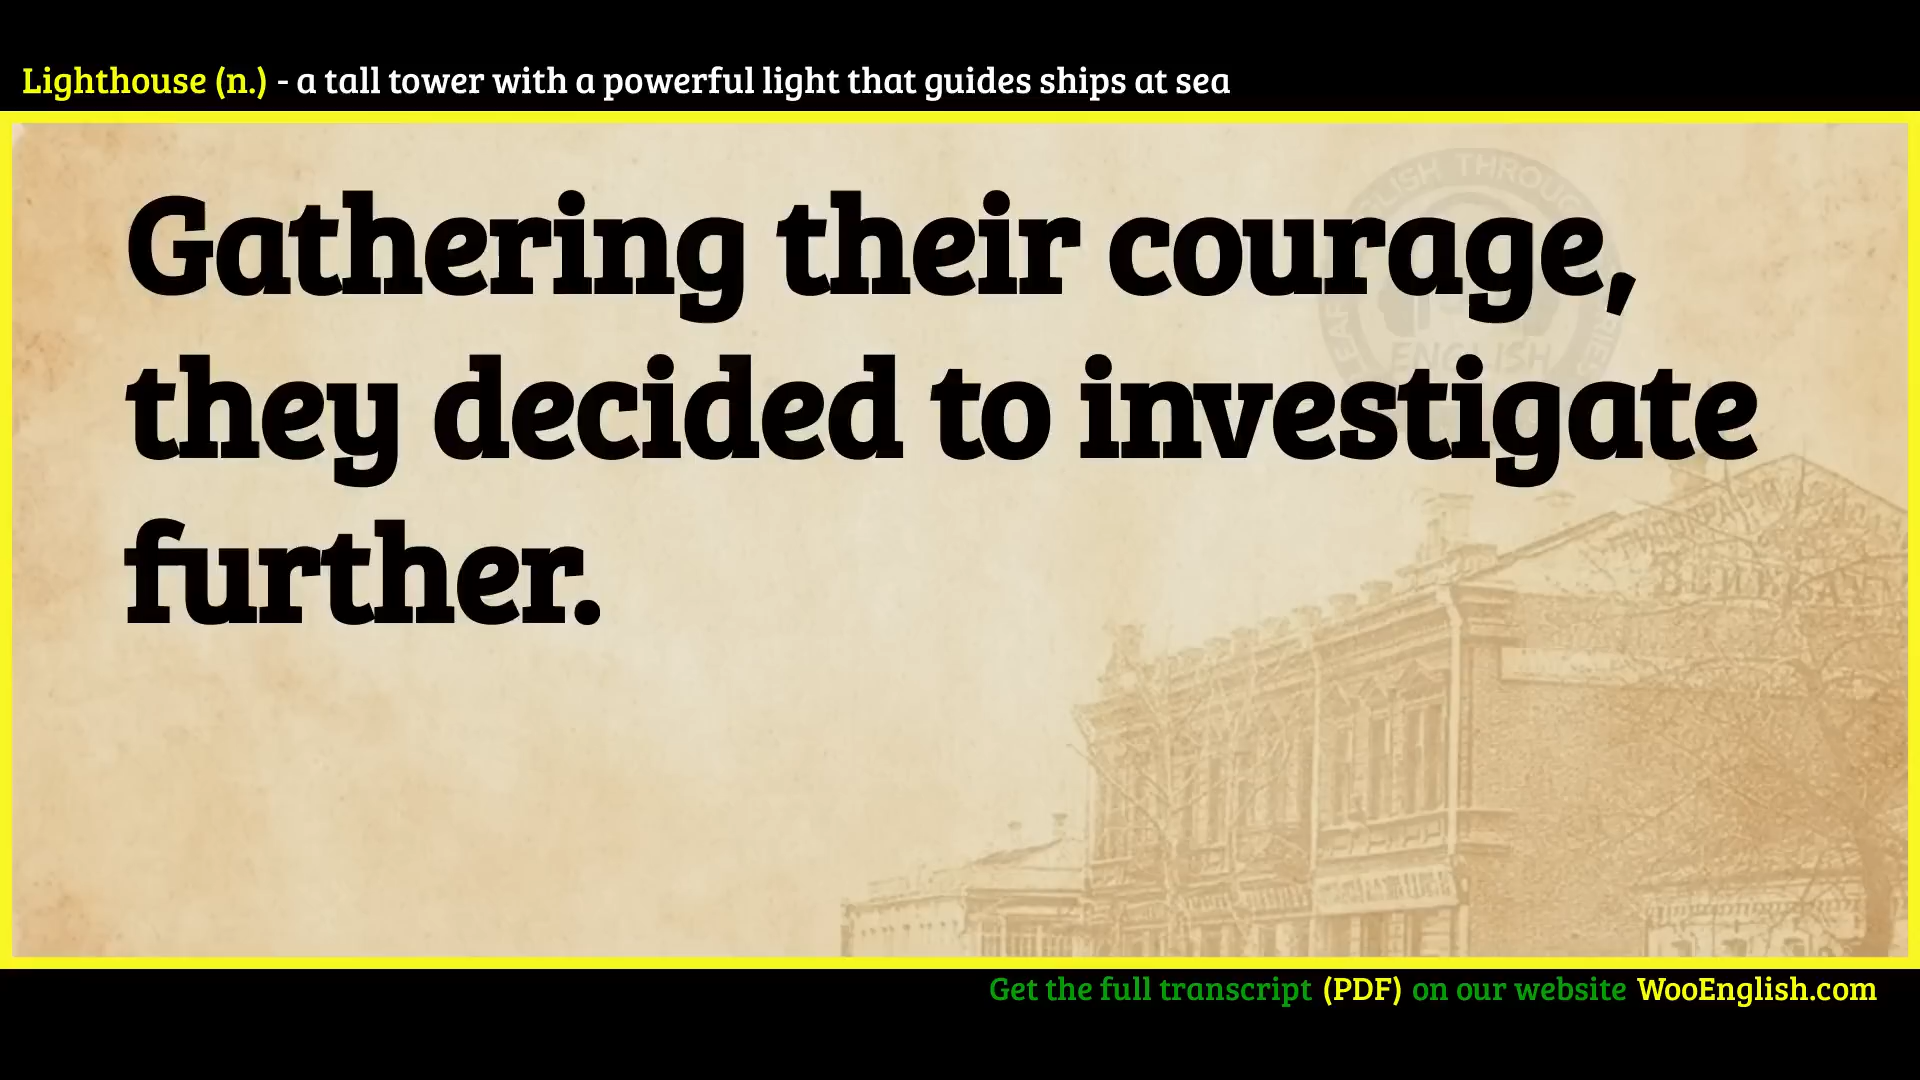 Lighthouse (n.) - a tall tower with a powerful light that guides ships at sea
Gathering their courage,
they decided to investigate
further.
ENGLISH
Get the full transcript (PDF) on our website WooEnglish.com